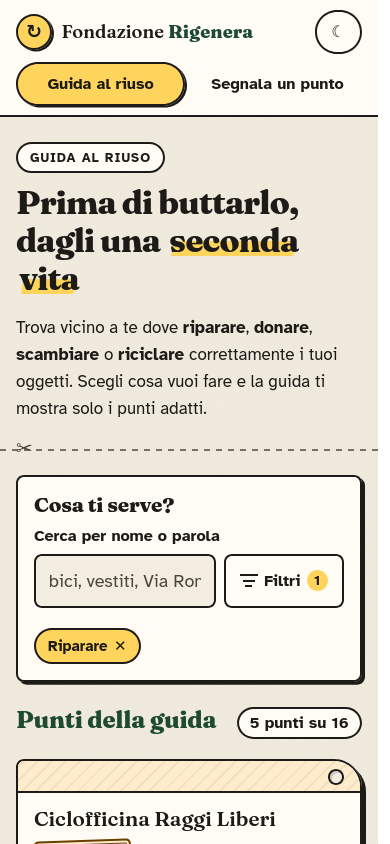 Fondazione Rigenera
Guida al riuso
Segnala un punto
GUIDA AL RIUSO
Prima di buttarlo,
dagli una seconda
vita
Trova vicino a te dove riparare, donare,
scambiare o riciclare correttamente i tuoi
oggetti. Scegli cosa vuoi fare e la guida ti
mostra solo i punti adatti.
Cosa ti serve?
Cerca per nome o parola
bici, vestiti, Via Ror
Filtri 1
Riparare ✕
Punti della guida
5 punti su 16
Ciclofficina Raggi Liberi